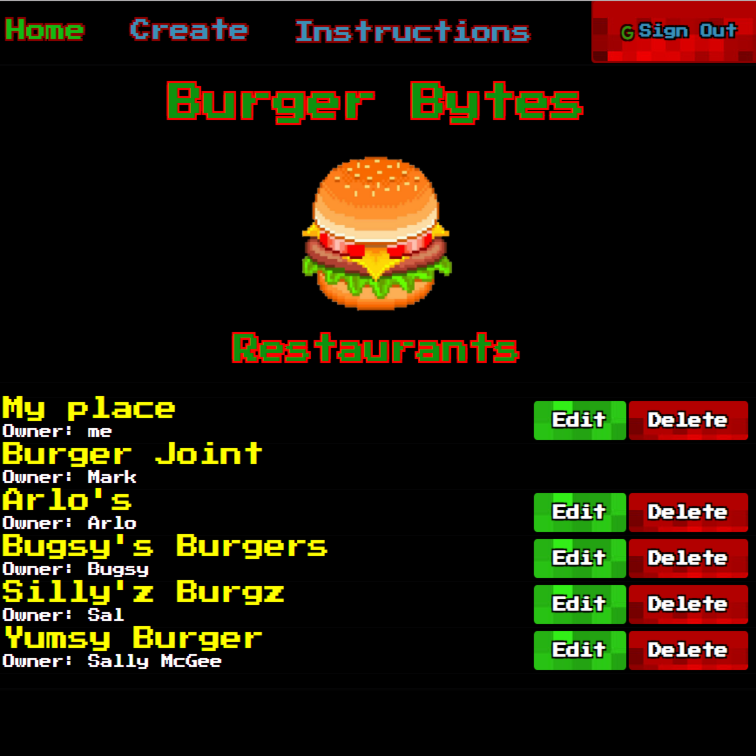 Home Create Instructions G Sign Out
Burger Bytes
Restaurants
My place
Owner: me
Edit Delete
Burger Joint
Owner: Mark
Arlo's
Owner: Arlo
Edit Delete
Bugsy's Burgers
Owner: Bugsy
Edit Delete
Silly'z Burgz
Owner: Sal
Edit Delete
Yumsy Burger
Owner: Sally McGee
Edit Delete